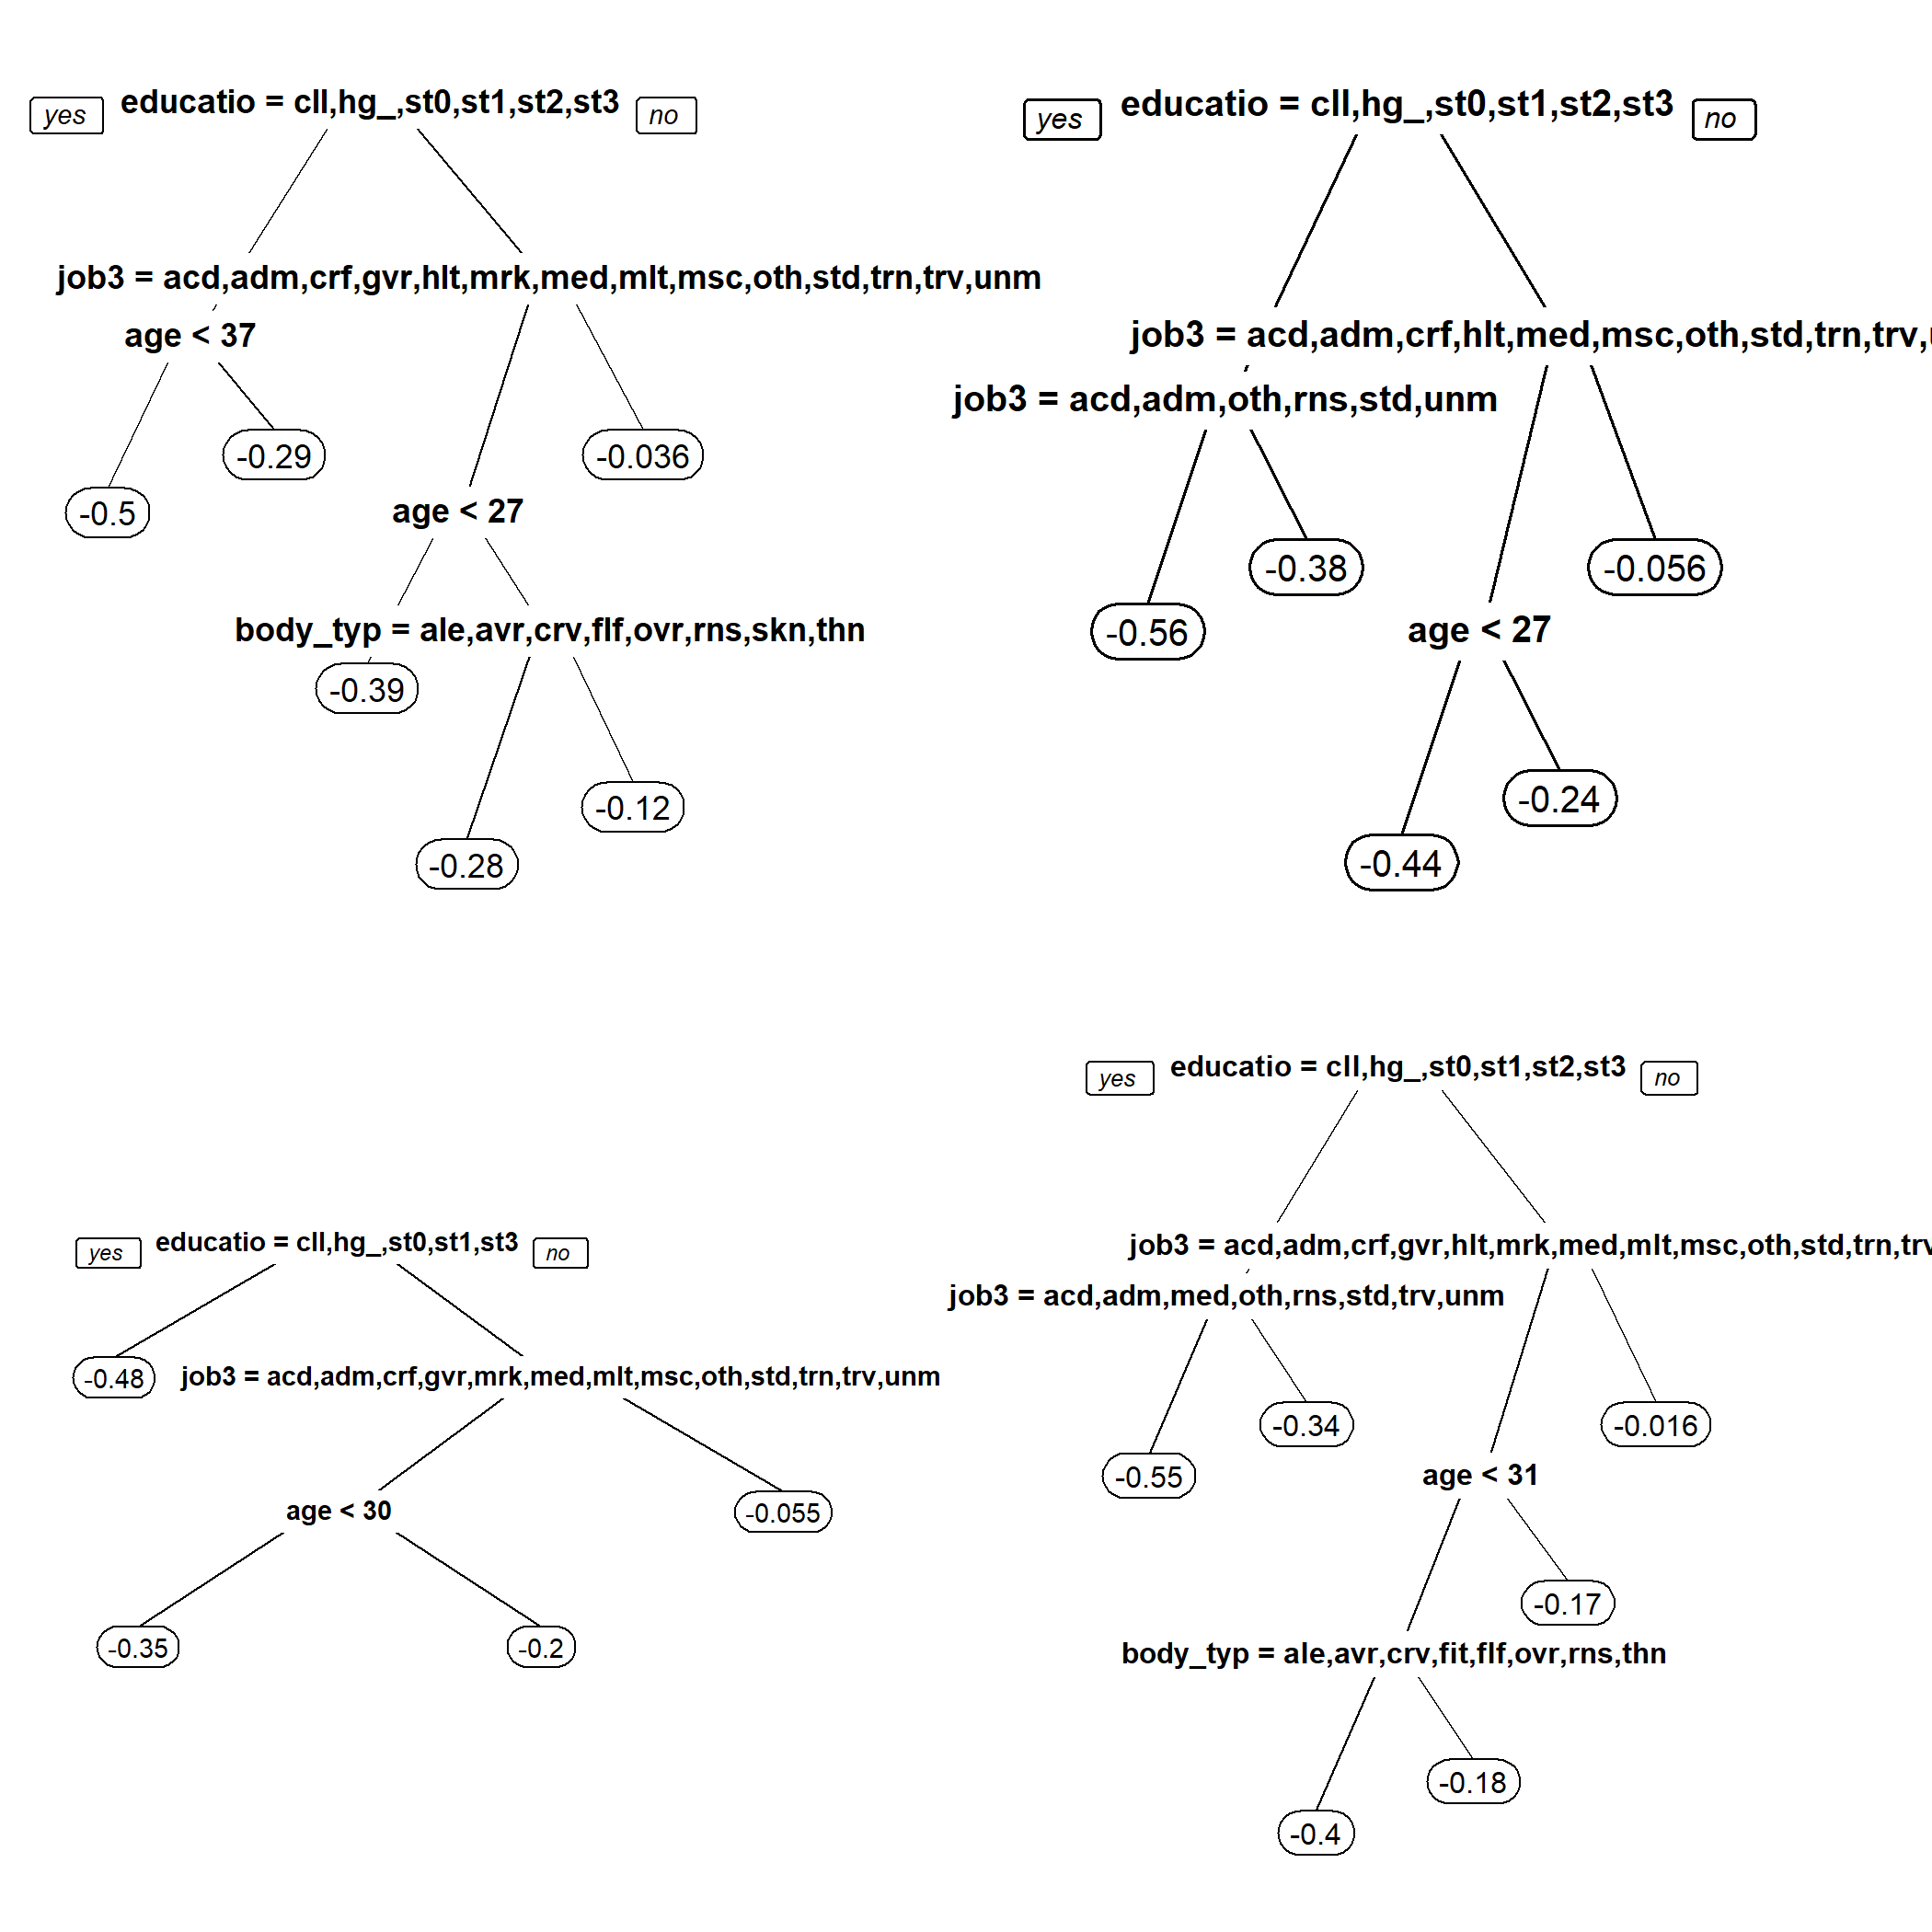 yes educatio = cll,hg_,st0,st1,st2,st3 no
job3 = acd,adm,crf,gvr,hlt,mrk,med,mlt,msc,oth,std,trn,trv,unm
age < 37
-0.29
-0.036
-0.5
age < 27
body_typ = ale,avr,crv,flf,ovr,rns,skn,thn
-0.39
-0.12
-0.28
yes educatio = cll,hg_,st0,st1,st2,st3 no
job3 = acd,adm,crf,hlt,med,msc,oth,std,trn,trv,
job3 = acd,adm,oth,rns,std,unm
-0.38
-0.056
-0.56
age < 27
-0.24
-0.44
yes educatio = cll,hg_,st0,st1,st3 no
-0.48
job3 = acd,adm,crf,gvr,mrk,med,mlt,msc,oth,std,trn,trv,unm
age < 30
-0.055
-0.35
-0.2
yes educatio = cll,hg_,st0,st1,st2,st3 no
job3 = acd,adm,crf,gvr,hlt,mrk,med,mlt,msc,oth,std,trn,trv
job3 = acd,adm,med,oth,rns,std,trv,unm
-0.34
-0.016
-0.55
age < 31
-0.17
body_typ = ale,avr,crv,fit,flf,ovr,rns,thn
-0.18
-0.4